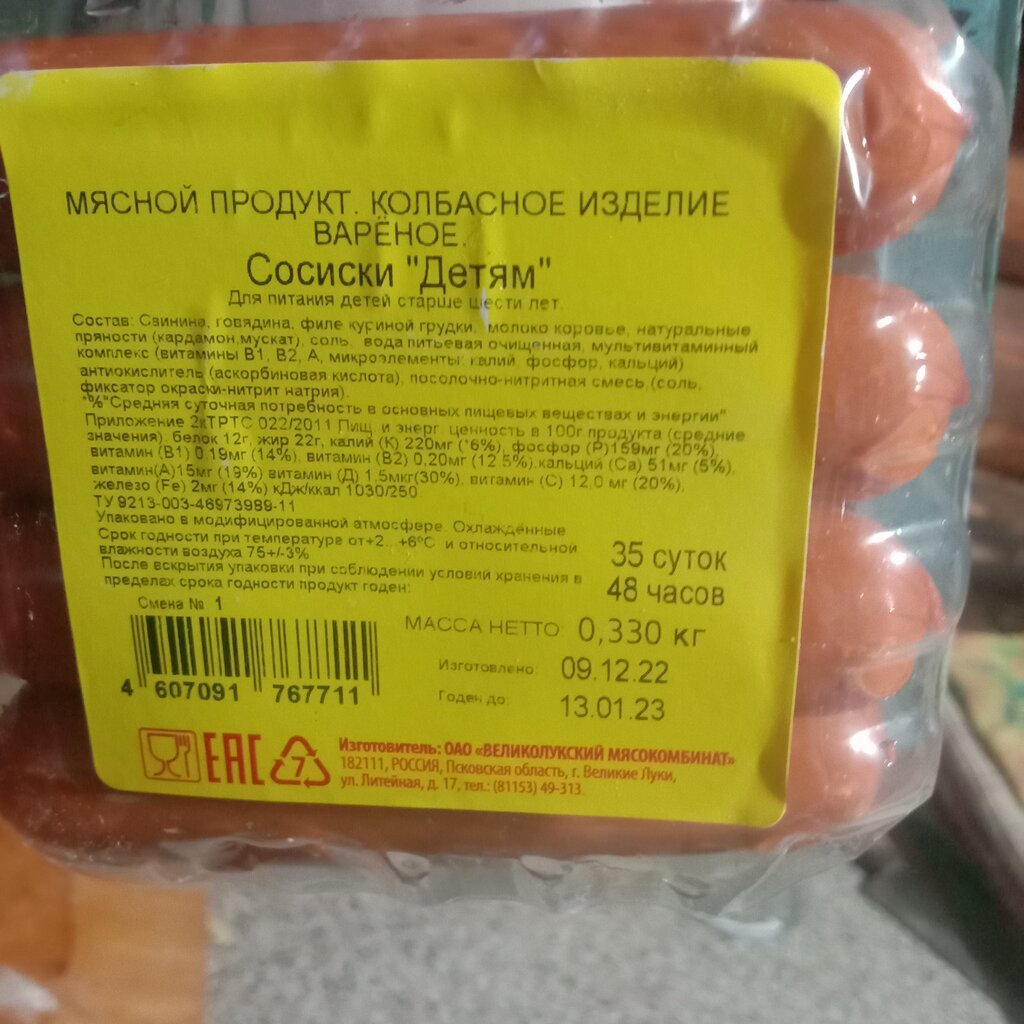 МЯСНОЙ ПРОДУКТ. КОЛБАСНОЕ ИЗДЕЛИЕ
ВАРЁНОЕ.
Сосиски "Детям"
Для питания детей старше шести лет.
Состав: Свинина, говядина, филе куриной грудки, молоко коровье, натуральные
пряности (кардамон,мускат), соль, вода питьевая очищенная, мультивитаминный
комплекс (витамины В1, В2, А, микроэлементы: калий, фосфор, кальций)
антиокислитель (аскорбиновая кислота), посолочно-нитритная смесь,(соль,
фиксатор окраски-нитрит натрия).
"%"Средняя суточная потребность в основных пищевых веществах и энергии"
Приложение 2кТРТС 022/2011 Пищ. и энерг. ценность в 100г продукта (средние
значения), белок 12г, жир 22г, калий (К) 220мг (*6%), фосфор (Р)159мг (20%),
витамин (В1) 0.19мг (14%), витамин (В2) 0,20мг (12.5%),кальций (Са) 51мг (5%),
витамин(А)15мг (19%) витамин (Д) 1,5мкг(30%), витамин (С) 12,0 мг (20%),
железо (Fe) 2мг (14%) кДж/ккал 1030/250
ТУ 9213-003-46973989-11
Упаковано в модифицированной атмосфере. Охлаждённые
Срок годности при температуре от+2.. +6°С и относительной
влажности воздуха 75+/-3% 35 суток
После вскрытия упаковки при соблюдении условий хранения в
пределах срока годности продукт годен: 48 часов
Смена № 1
МАССА НЕТТО 0,330 кг
Изготовлено: 09.12.22
Годен до: 13.01.23
4 607091 767711
EAC 7
Изготовитель: ОАО «ВЕЛИКОЛУКСКИЙ МЯСОКОМБИНАТ»
182111, РОССИЯ, Псковская область, г. Великие Луки,
ул. Литейная, д. 17, тел.: (81153) 49-313.